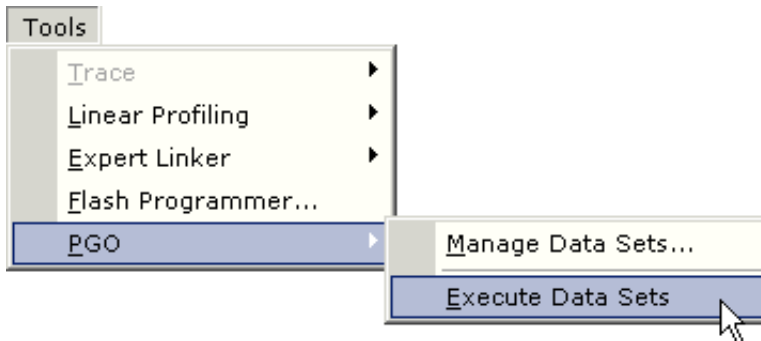 Tools
Trace
Linear Profiling
Expert Linker
Flash Programmer...
PGO
Manage Data Sets...
Execute Data Sets